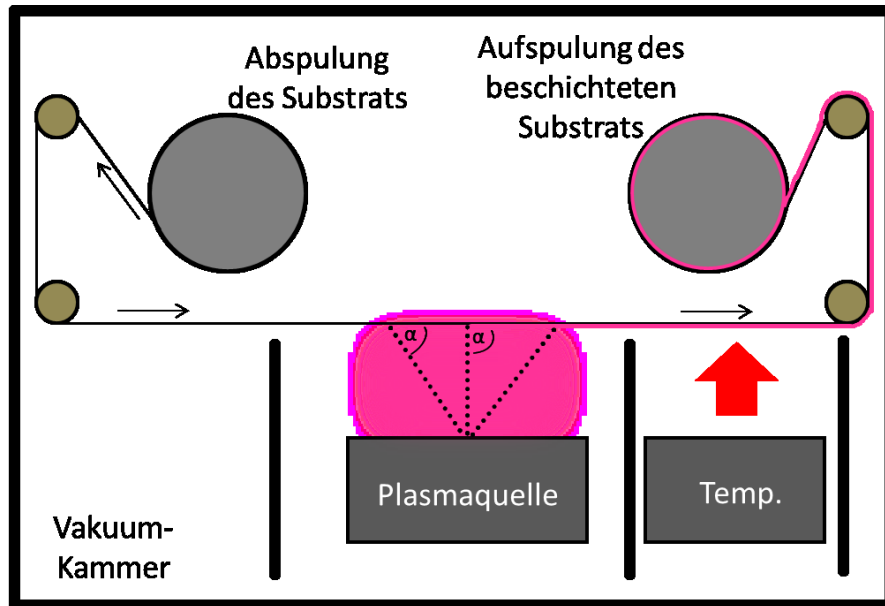 Abspulung
des Substrats
Aufspulung des
beschichteten
Substrats
α
α
Plasmaquelle
Temp.
Vakuum-
Kammer